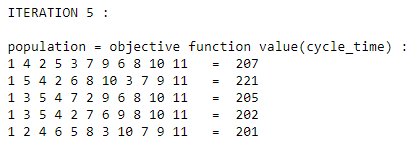 ITERATION 5 :
population = objective function value(cycle_time) :
1 4 2 5 3 7 9 6 8 10 11   =  207
1 5 4 2 6 8 10 3 7 9 11   =  221
1 3 5 4 7 2 9 6 8 10 11   =  205
1 3 5 4 2 7 6 9 8 10 11   =  202
1 2 4 6 5 8 3 10 7 9 11   =  201